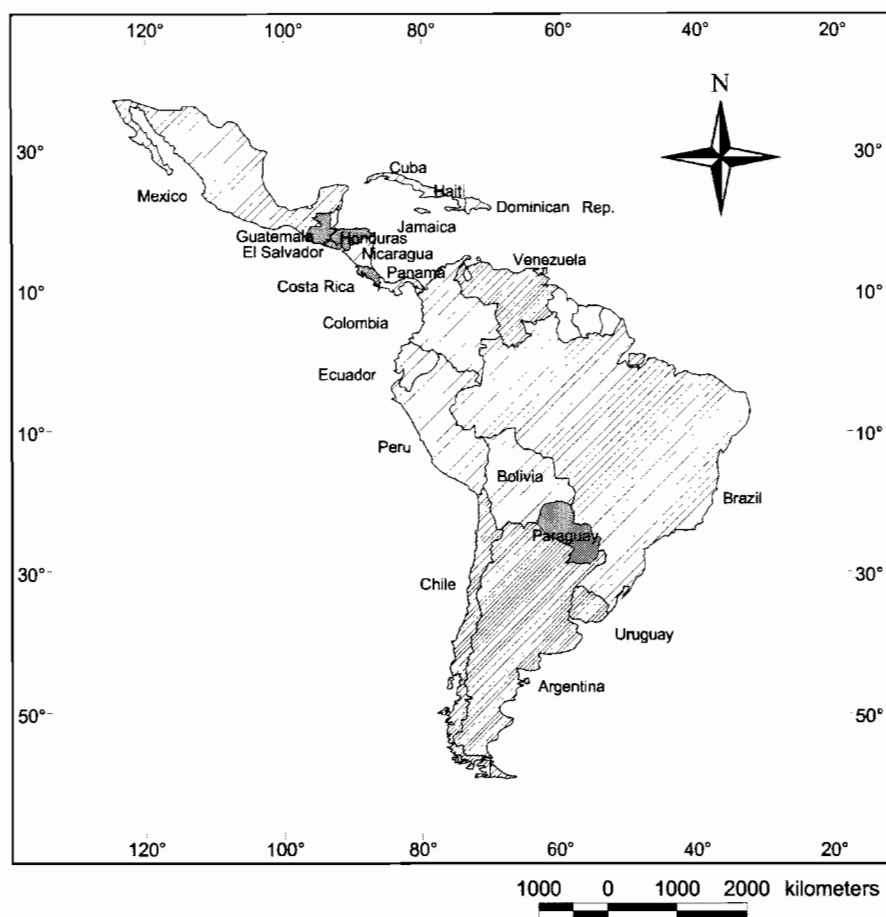 120° 100° 80° 60° 40° 20°
N
30° 30°
Cuba
Haiti
Mexico
Dominican Rep.
Jamaica
Guatemala Honduras
El Salvador Nicaragua
Venezuela
Panama
Costa Rica
10° 10°
Colombia
Ecuador
10° 10°
Peru
Bolivia
Brazil
Paraguay
30° 30°
Chile
Uruguay
Argentina
50° 50°
120° 100° 80° 60° 40° 20°
1000 0 1000 2000 kilometers